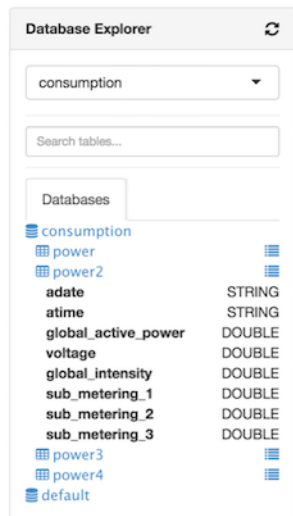 Database Explorer
consumption
Search tables...
Databases
consumption
power
power2
adate STRING
atime STRING
global_active_power DOUBLE
voltage DOUBLE
global_intensity DOUBLE
sub_metering_1 DOUBLE
sub_metering_2 DOUBLE
sub_metering_3 DOUBLE
power3
power4
default